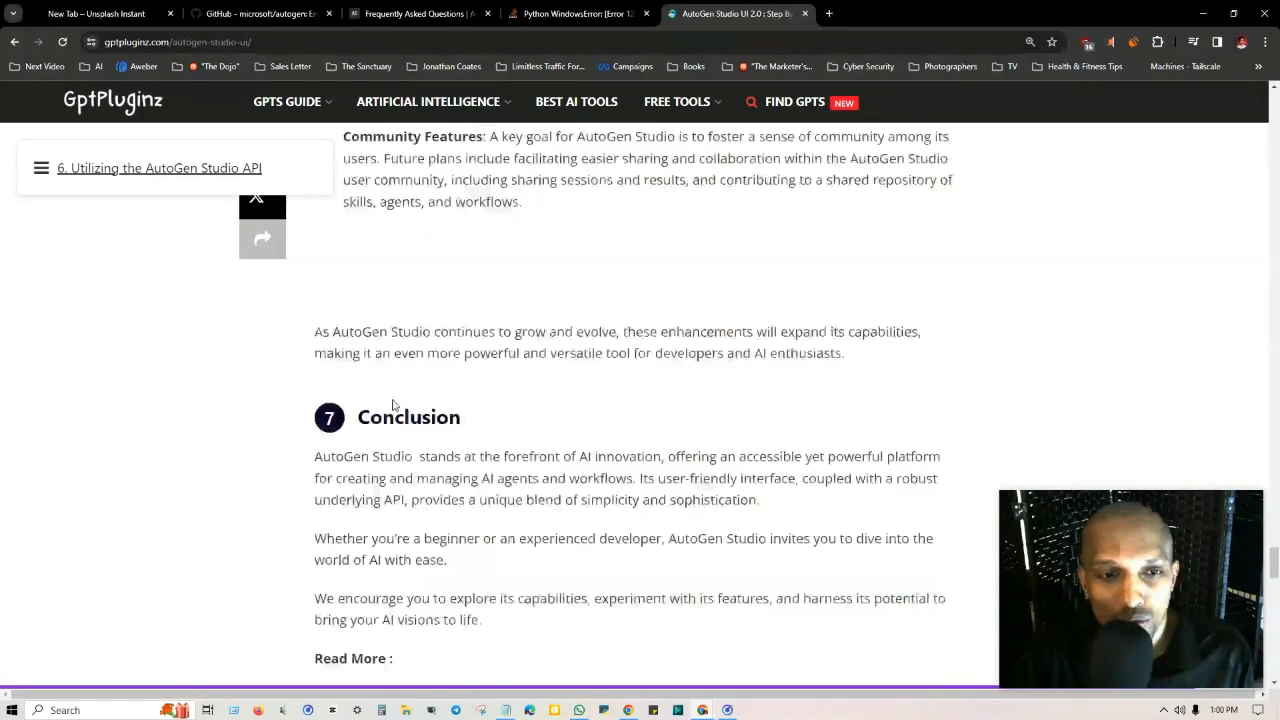 New Tab – Unsplash Instant
GitHub - microsoft/autogen: En
Frequently Asked Questions | A
Python WindowsError: [Error 12
AutoGen Studio UI 2.0 : Step By
gptpluginz.com/autogen-studio-ui/
16
Next Video
AI
Aweber
"The Dojo"
Sales Letter
The Sanctuary
Jonathan Coates
Limitless Traffic For...
Campaigns
Books
"The Marketer's...
Cyber Security
Photographers
TV
Health & Fitness Tips
Machines - Tailscale
GptPluginz
GPTS GUIDE
ARTIFICIAL INTELLIGENCE
BEST AI TOOLS
FREE TOOLS
FIND GPTS
NEW
6. Utilizing the AutoGen Studio API
Community Features: A key goal for AutoGen Studio is to foster a sense of community among its
users. Future plans include facilitating easier sharing and collaboration within the AutoGen Studio
user community, including sharing sessions and results, and contributing to a shared repository of
skills, agents, and workflows.
As AutoGen Studio continues to grow and evolve, these enhancements will expand its capabilities,
making it an even more powerful and versatile tool for developers and AI enthusiasts.
7 Conclusion
AutoGen Studio stands at the forefront of AI innovation, offering an accessible yet powerful platform
for creating and managing AI agents and workflows. Its user-friendly interface, coupled with a robust
underlying API, provides a unique blend of simplicity and sophistication.
Whether you're a beginner or an experienced developer, AutoGen Studio invites you to dive into the
world of AI with ease.
We encourage you to explore its capabilities, experiment with its features, and harness its potential to
bring your AI visions to life.
Read More :
Search
1:00 PM